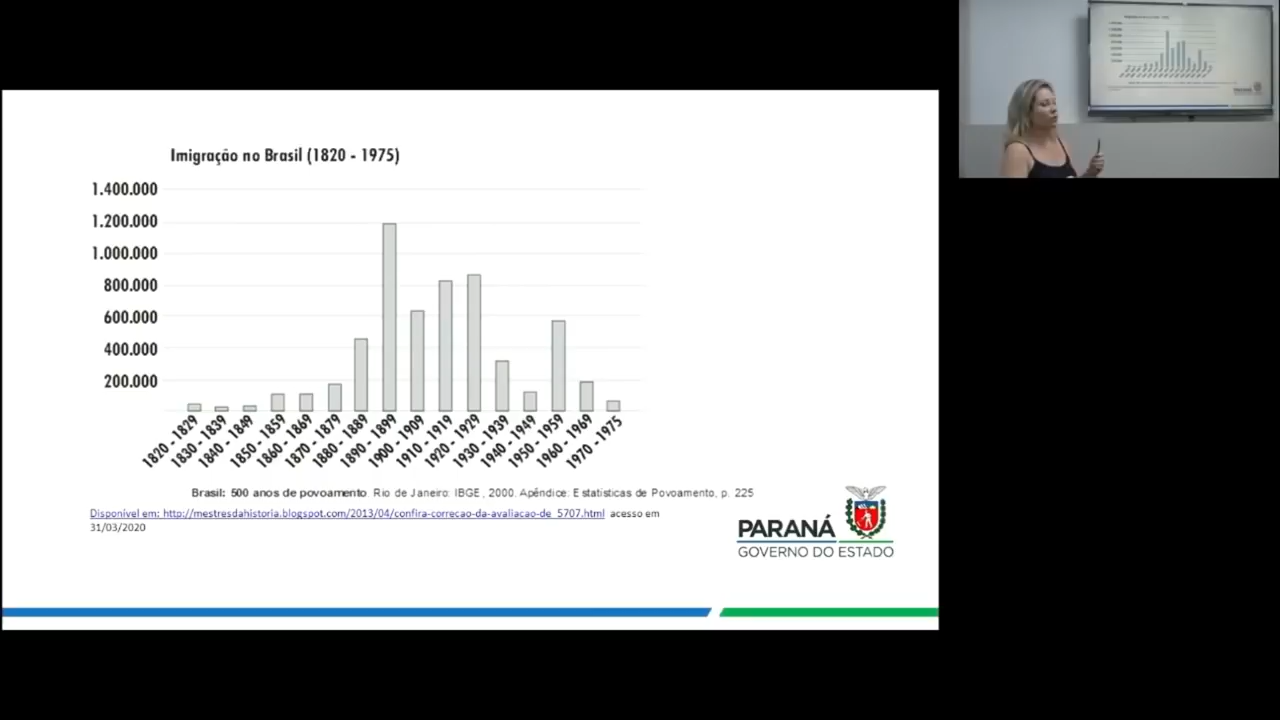 Imigração no Brasil (1820 - 1975)
1.400.000
1.200.000
1.000.000
800.000
600.000
400.000
200.000
1820 - 1829
1830 - 1839
1840 - 1849
1850 - 1859
1860 - 1869
1870 - 1879
1880 - 1889
1890 - 1899
1900 - 1909
1910 - 1919
1920 - 1929
1930 - 1939
1940 - 1949
1950 - 1959
1960 - 1969
1970 - 1975
Brasil: 500 anos de povoamento. Rio de Janeiro: IBGE, 2000. Apêndice: Estatísticas de Povoamento, p. 225
Disponível em: http://mestresdahistoria.blogspot.com/2013/04/confira-correcao-da-avaliacao-de_5707.html acesso em
31/03/2020
PARANÁ
GOVERNO DO ESTADO